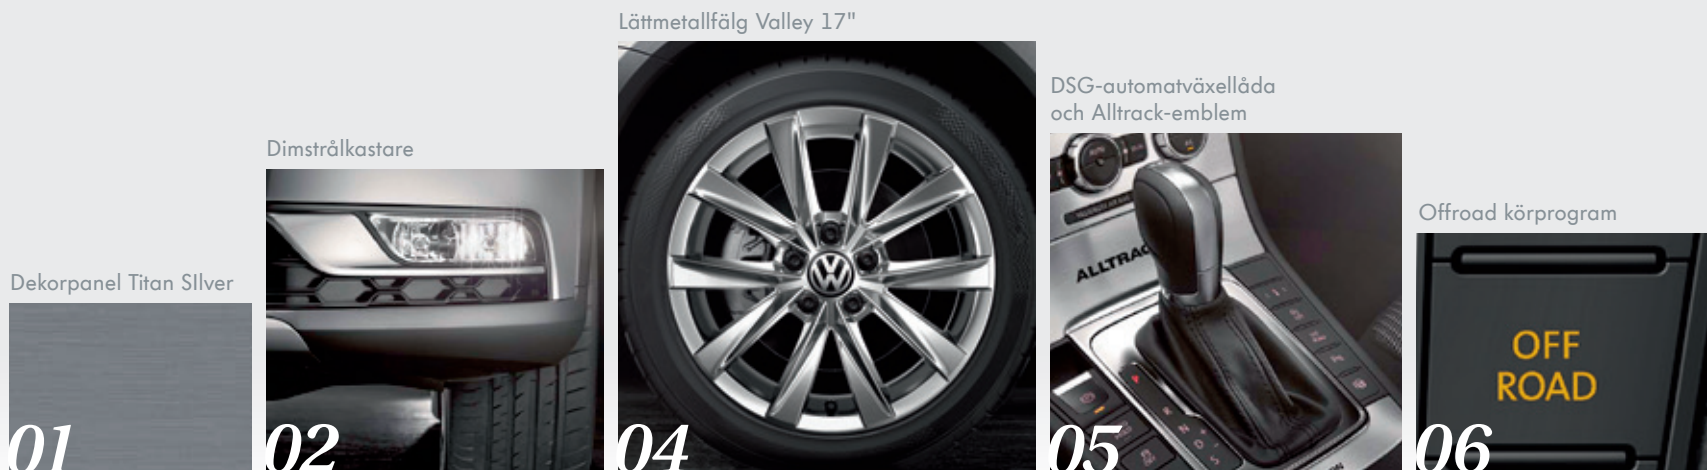 Dekorpanel Titan SIlver
01
Dimstrålkastare
02
Lättmetallfälg Valley 17"
04
DSG-automatväxellåda
och Alltrack-emblem
AUTO
ALLTRAC
R
N
D
S
+
-
05
Offroad körprogram
OFF
ROAD
06